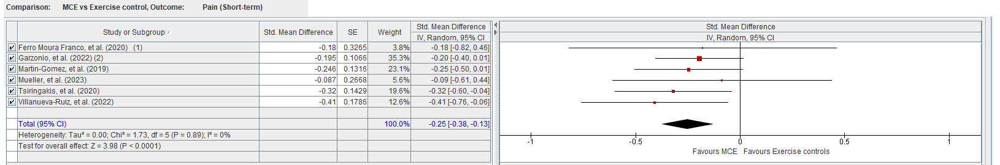 Comparison: MCE vs Exercise control, Outcome: Pain (Short-term)
Study or Subgroup Std. Mean Difference SE Weight Std. Mean Difference Std. Mean Difference
IV, Random, 95% CI IV, Random, 95% CI
Ferro Moura Franco, et al. (2020) (1) -0.18 0.3265 3.8% -0.18 [-0.82, 0.46]
Garzonio, et al. (2022) (2) -0.195 0.1066 35.3% -0.20 [-0.40, 0.01]
Martin-Gomez, et al. (2019) -0.246 0.1316 23.1% -0.25 [-0.50, 0.01]
Mueller, et al. (2023) -0.087 0.2668 5.6% -0.09 [-0.61, 0.44]
Tsiringakis, et al. (2020) -0.32 0.1429 19.6% -0.32 [-0.60, -0.04]
Villanueva-Ruiz, et al. (2022) -0.41 0.1786 12.6% -0.41 [-0.76, -0.06]
Total (95% CI) 100.0% -0.25 [-0.38, -0.13]
Heterogeneity: Tau² = 0.00; Chi² = 1.73, df = 5 (P = 0.89); I² = 0%
Test for overall effect: Z = 3.98 (P < 0.0001)
-1 -0.5 0 0.5 1
Favours MCE Favours Exercise controls